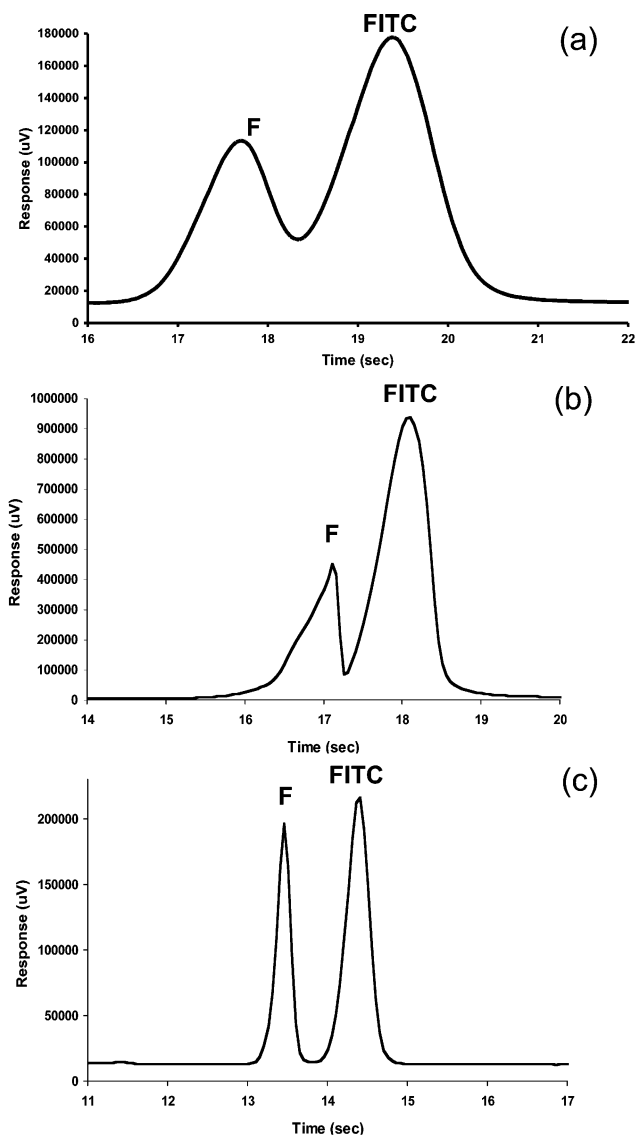 FITC
(a)
F
180000
160000
140000
120000
100000
80000
60000
40000
20000
0
Response (uV)
16 17 18 19 20 21 22
Time (sec)
FITC
(b)
F
1000000
900000
800000
700000
600000
500000
400000
300000
200000
100000
0
Response (uV)
14 15 16 17 18 19 20
Time (sec)
FITC
(c)
F
200000
150000
100000
50000
0
Response (uV)
11 12 13 14 15 16 17
Time (sec)